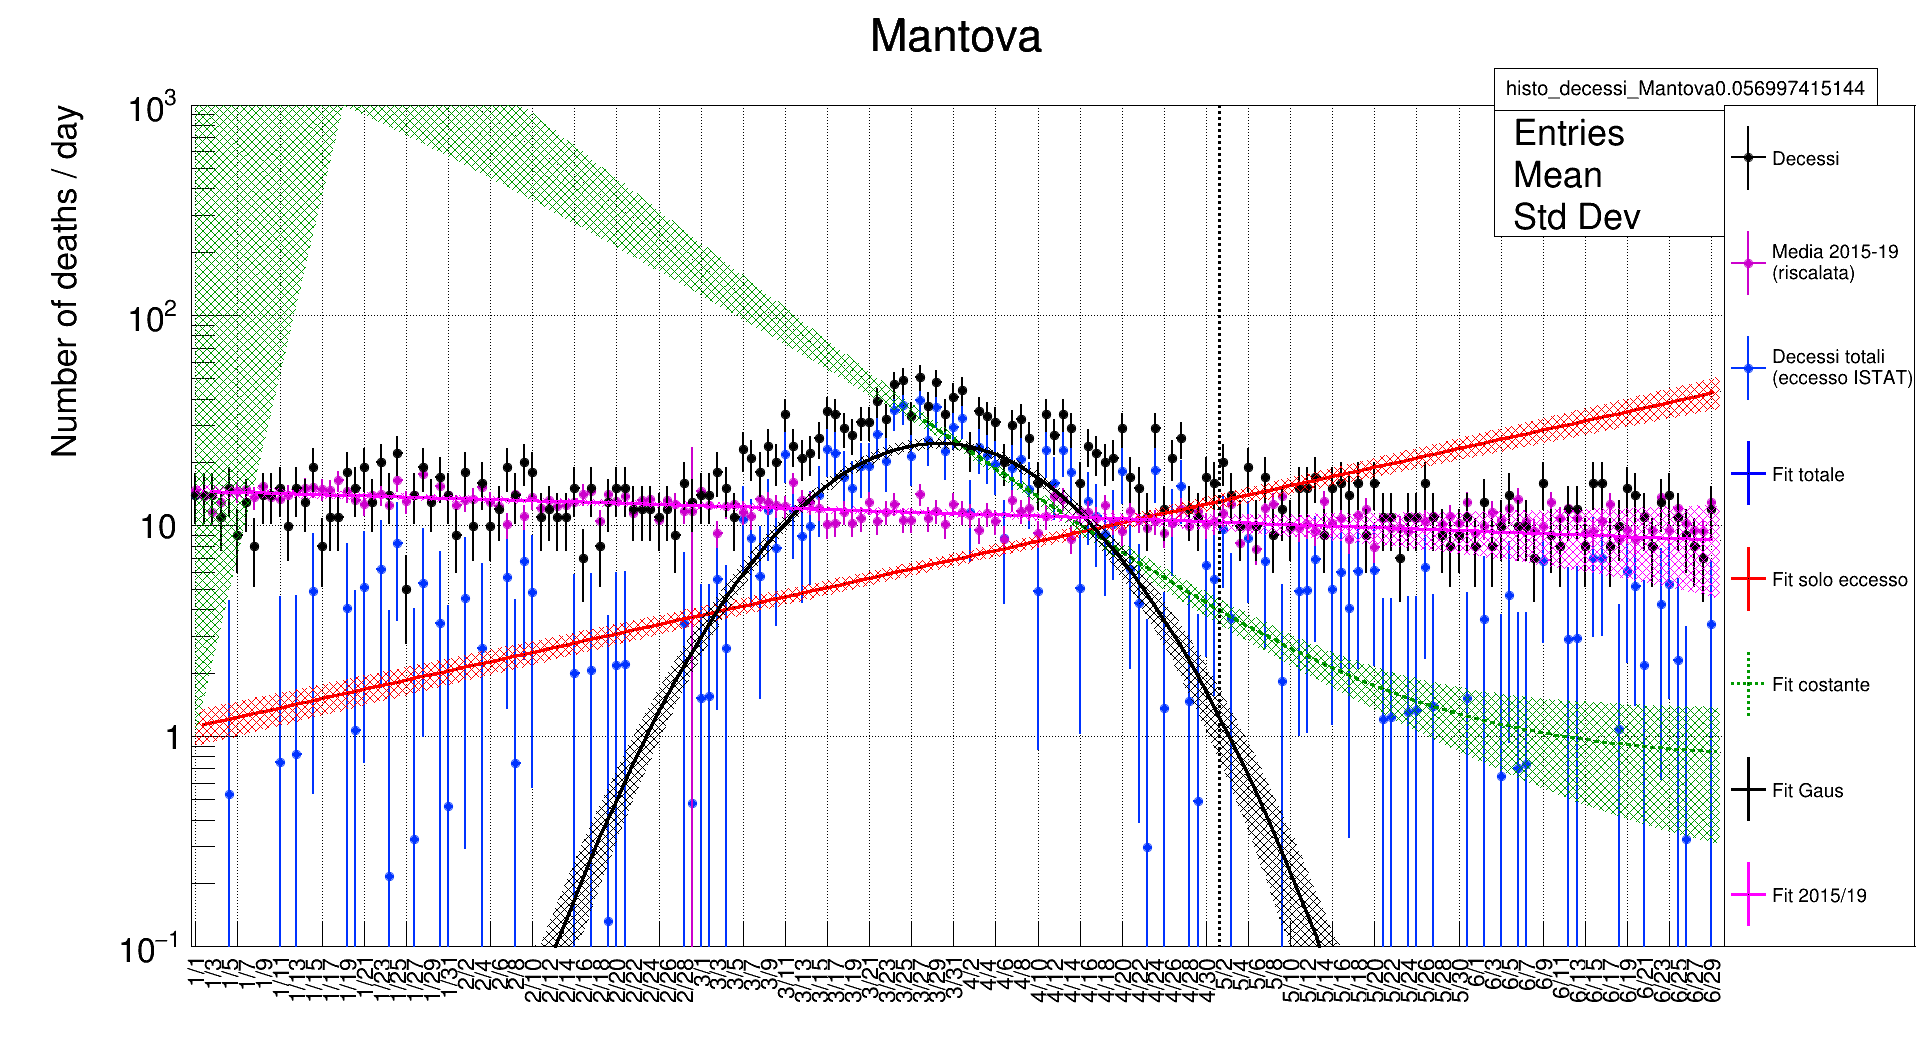 Mantova
histo_decessi_Mantova0.056997415144
Entries
Mean
Std Dev
Number of deaths / day
10³
10²
10
1
10⁻¹
Decessi
Media 2015-19
(riscalata)
Decessi totali
(eccesso ISTAT)
Fit totale
Fit solo eccesso
Fit costante
Fit Gaus
Fit 2015/19
1/1 1/3 1/5 1/7 1/9 1/11 1/13 1/15 1/17 1/19 1/21 1/23 1/25 1/27 1/29 1/31 2/2 2/4 2/6 2/8 2/10 2/12 2/14 2/16 2/18 2/20 2/22 2/24 2/26 2/28 3/1 3/3 3/5 3/7 3/9 3/11 3/13 3/15 3/17 3/19 3/21 3/23 3/25 3/27 3/29 3/31 4/2 4/4 4/6 4/8 4/10 4/12 4/14 4/16 4/18 4/20 4/22 4/24 4/26 4/28 4/30 5/2 5/4 5/6 5/8 5/10 5/12 5/14 5/16 5/18 5/20 5/22 5/24 5/26 5/28 5/30 6/1 6/3 6/5 6/7 6/9 6/11 6/13 6/15 6/17 6/19 6/21 6/23 6/25 6/27 6/29